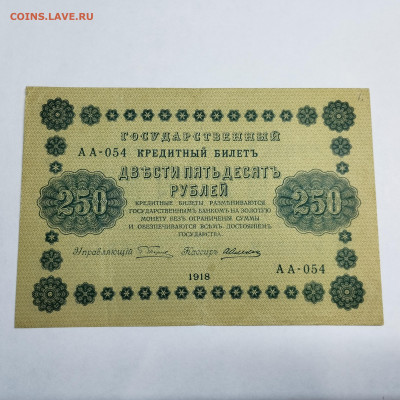 COINS.LAVE.RU
ГОСУДАРСТВЕННЫЙ
АА-054 КРЕДИТНЫЙ БИЛЕТЪ
ДВѢСТИ ПЯТЬДЕСЯТЪ
РУБЛЕЙ
250 250
КРЕДИТНЫЕ БИЛЕТЫ РАЗМѢНИВАЮТСЯ
ГОСУДАРСТВЕННЫМЪ БАНКОМЪ НА ЗОЛОТУЮ
МОНЕТУ БЕЗЪ ОГРАНИЧЕНІЯ СУММЫ
И ОБЕЗПЕЧИВАЮТСЯ ВСѢМЪ ДОСТОЯНІЕМЪ
ГОСУДАРСТВА.
Управляющій Кассиръ
АА-054
1918